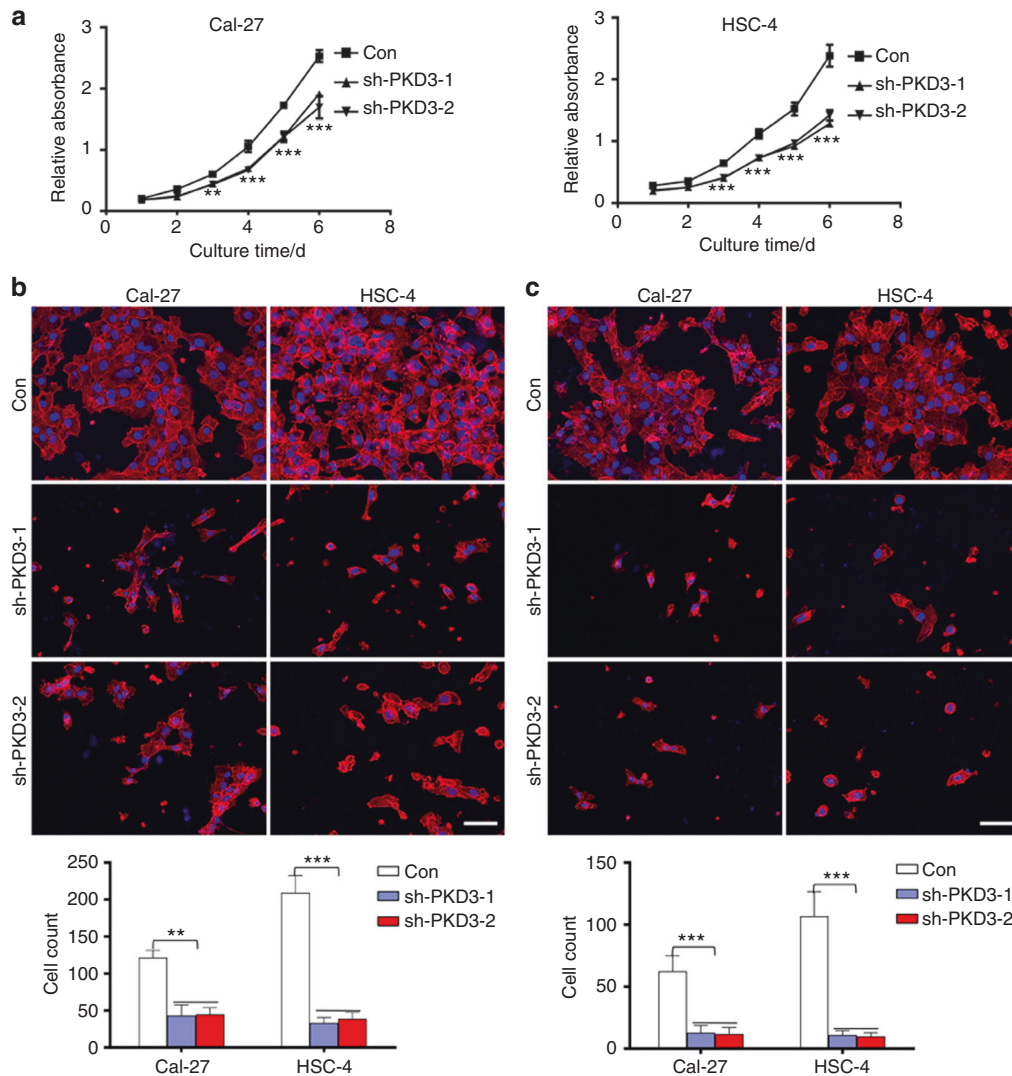 a
Cal-27
3
2
1
0
Relative absorbance
0 2 4 6 8
Culture time/d
Con
sh-PKD3-1
sh-PKD3-2
** *** *** ***
HSC-4
3
2
1
0
Relative absorbance
0 2 4 6 8
Culture time/d
Con
sh-PKD3-1
sh-PKD3-2
*** *** *** ***
b
Cal-27 HSC-4
Con
sh-PKD3-1
sh-PKD3-2
250
200
150
100
50
0
Cell count
** ***
Con
sh-PKD3-1
sh-PKD3-2
Cal-27 HSC-4
c
Cal-27 HSC-4
Con
sh-PKD3-1
sh-PKD3-2
150
100
50
0
Cell count
*** ***
Con
sh-PKD3-1
sh-PKD3-2
Cal-27 HSC-4